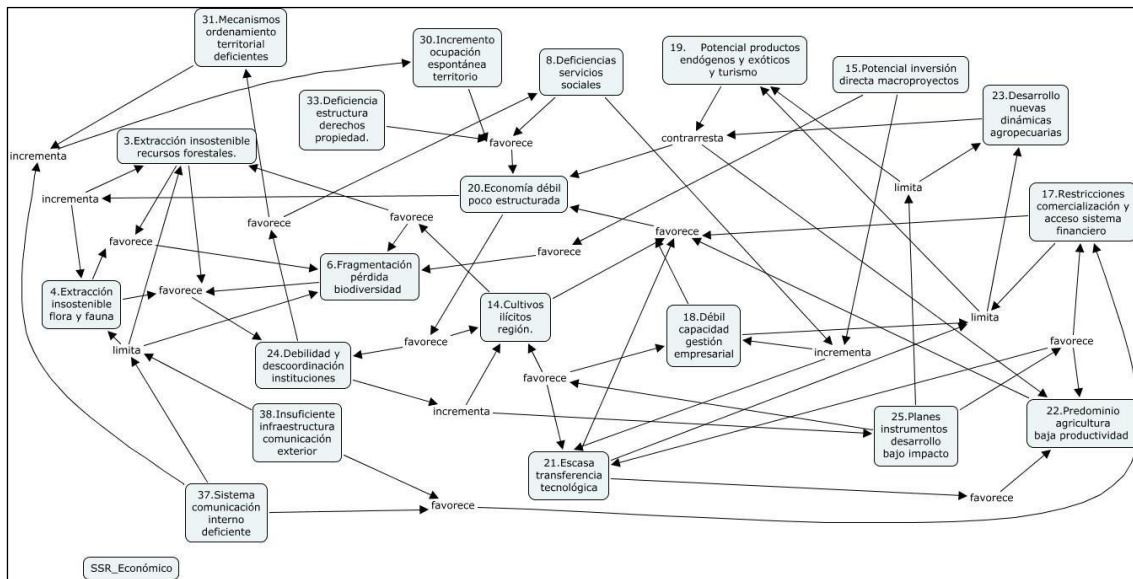 31.Mecanismos
ordenamiento
territorial
deficientes
30.Incremento
ocupación
espontánea
territorio
8.Deficiencias
servicios
sociales
19. Potencial productos
endógenos y exóticos
y turismo
15.Potencial inversión
directa macroproyectos
23.Desarrollo
nuevas
dinámicas
agropecuarias
33.Deficiencia
estructura
derechos
propiedad.
incrementa
3.Extracción insostenible
recursos forestales.
favorece
contrarresta
incrementa
20.Economía débil
poco estructurada
limita
17.Restricciones
comercialización y
acceso sistema
financiero
favorece
favorece
favorece
favorece
favorece
6.Fragmentación
pérdida
biodiversidad
4.Extracción
insostenible
flora y fauna
favorece
14.Cultivos
ilícitos
región.
18.Débil
capacidad
gestión
empresarial
limita
limita
24.Debilidad y
descoordinación
instituciones
favorece
favorece
incrementa
favorece
incrementa
38.Insuficiente
infraestructura
comunicación
exterior
25.Planes
instrumentos
desarrollo
bajo impacto
22.Predominio
agricultura
baja productividad
21.Escasa
transferencia
tecnológica
37.Sistema
comunicación
interno
deficiente
favorece
favorece
SSR_Económico